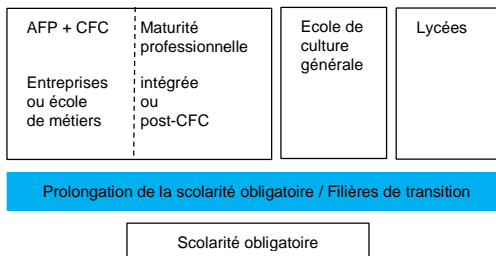 AFP + CFC
Entreprises
ou école
de métiers
Maturité
professionnelle
intégrée
ou
post-CFC
Ecole de
culture
générale
Lycées
Prolongation de la scolarité obligatoire / Filières de transition
Scolarité obligatoire